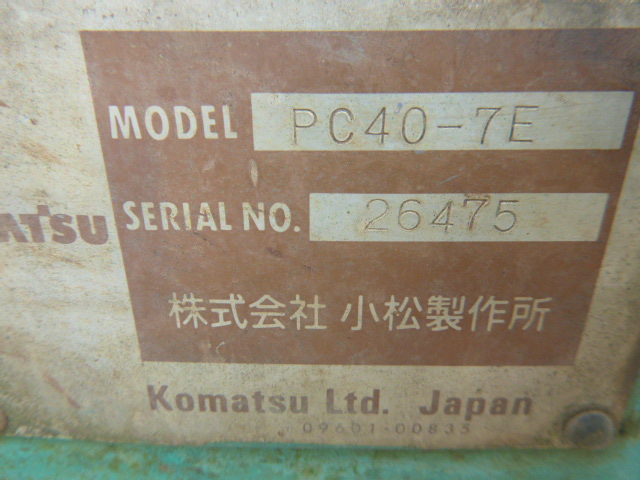 MODEL PC40-7E
ATSU SERIAL NO. 26475
株式会社 小松製作所
Komatsu Ltd. Japan
09601-00835